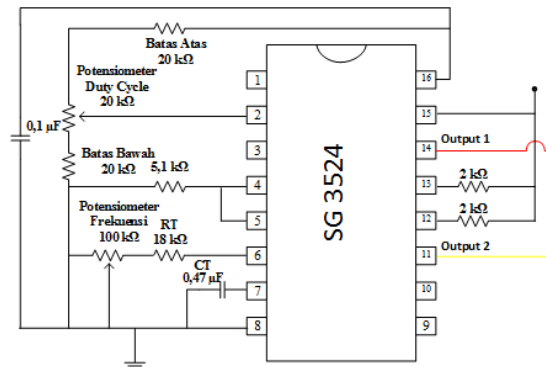 Batas Atas
20 kΩ
Potensiometer
Duty Cycle
20 kΩ
0,1 μF
Batas Bawah
20 kΩ
5,1 kΩ
Potensiometer
Frekuensi
100 kΩ
RT
18 kΩ
CT
0,47 μF
1
2
3
4
5
6
7
8
SG 3524
16
15
14
13
12
11
10
9
Output 1
2 kΩ
2 kΩ
Output 2